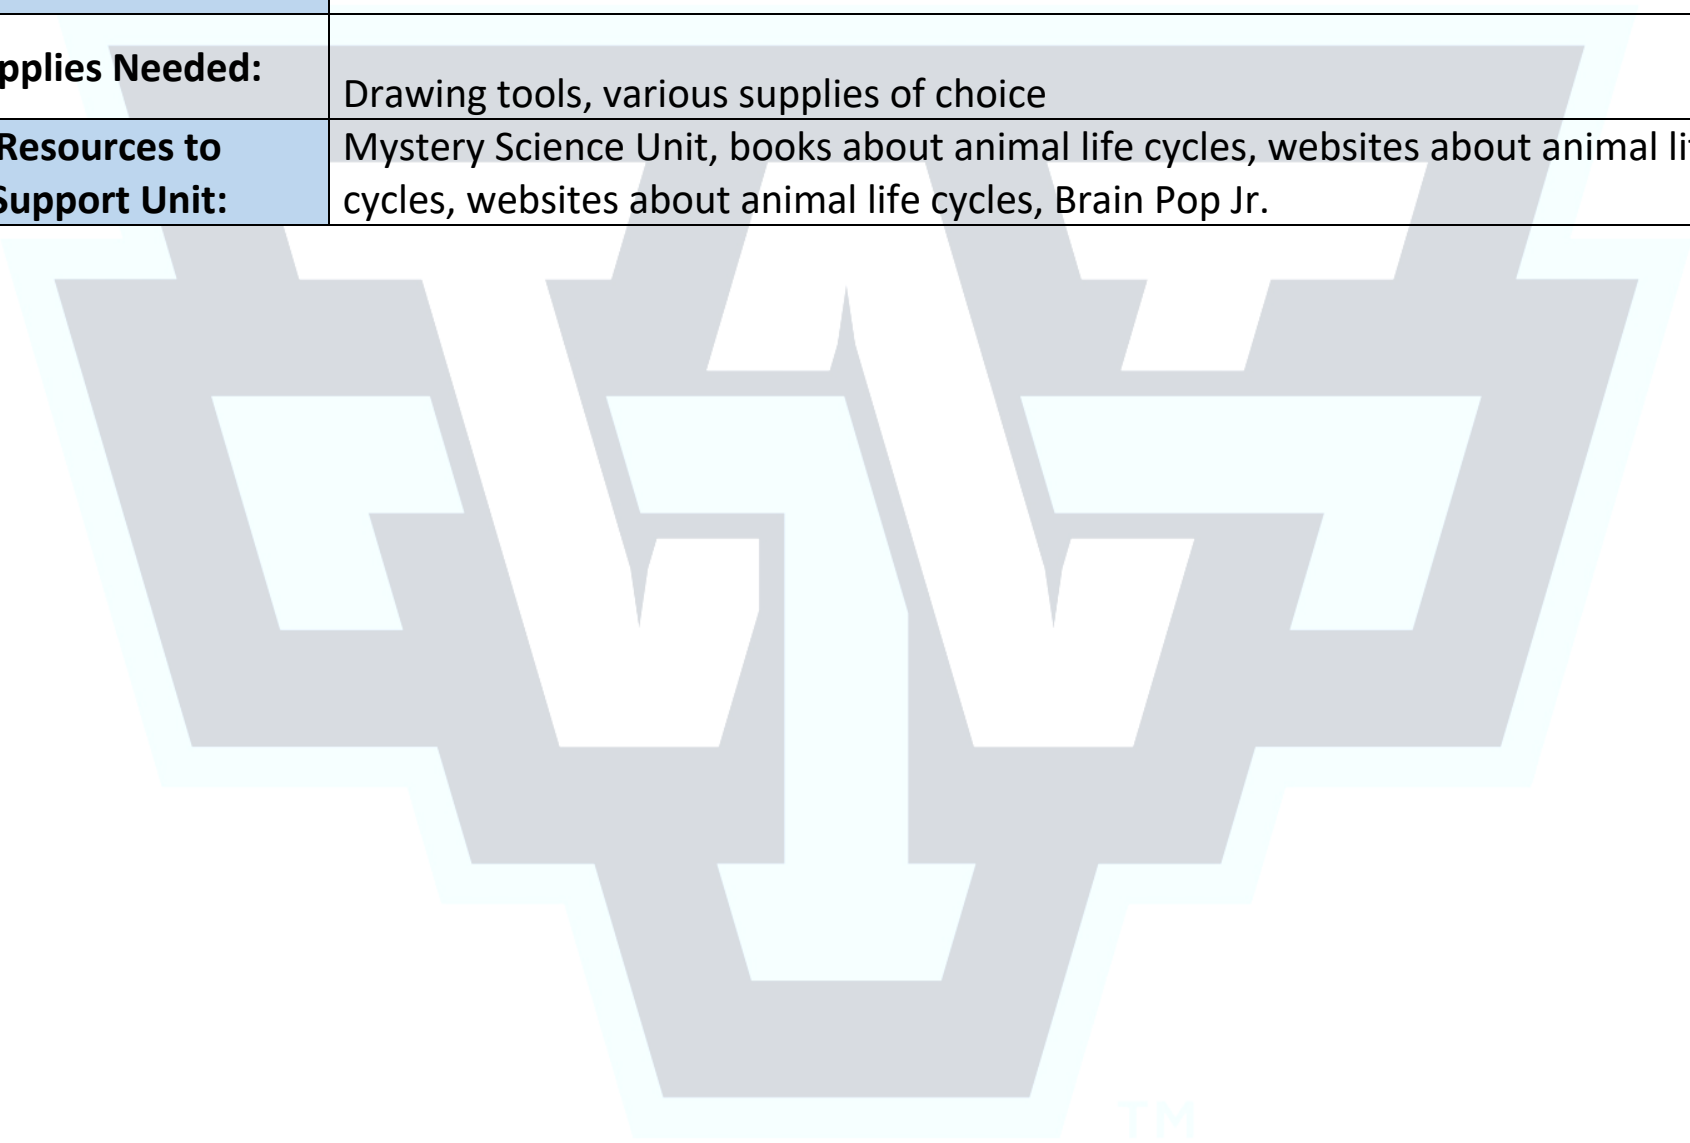 pplies Needed:
Drawing tools, various supplies of choice
Resources to
Support Unit:
Mystery Science Unit, books about animal life cycles, websites about animal li
cycles, websites about animal life cycles, Brain Pop Jr.
TM